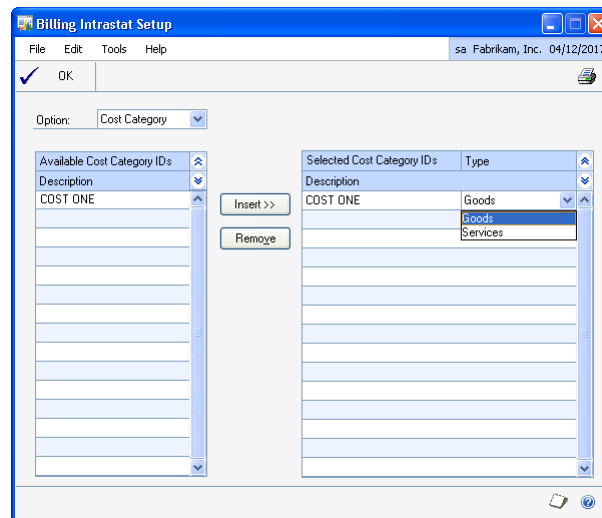 Billing Intrastat Setup
File Edit Tools Help sa Fabrikam, Inc. 04/12/2017
OK
Option: Cost Category
Available Cost Category IDs
Description
COST ONE
Insert >>
Remove
Selected Cost Category IDs Type
Description
COST ONE Goods
Goods
Services